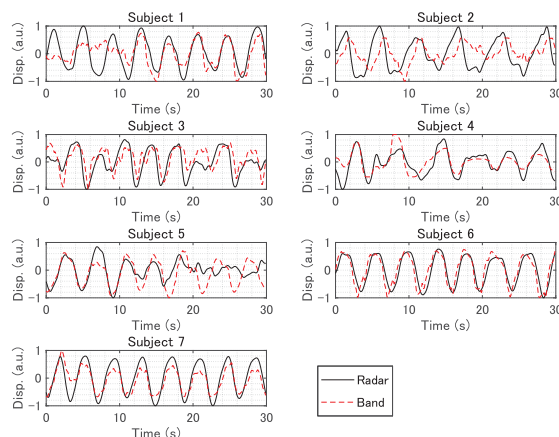 Subject 1
Disp. (a.u.)
1
0
-1
0 10 20 30
Time (s)
Subject 2
Disp. (a.u.)
1
0
-1
0 10 20 30
Time (s)
Subject 3
Disp. (a.u.)
1
0
-1
0 10 20 30
Time (s)
Subject 4
Disp. (a.u.)
1
0
-1
0 10 20 30
Time (s)
Subject 5
Disp. (a.u.)
1
0
-1
0 10 20 30
Time (s)
Subject 6
Disp. (a.u.)
1
0
-1
0 10 20 30
Time (s)
Subject 7
Disp. (a.u.)
1
0
-1
0 10 20 30
Time (s)
Radar
Band